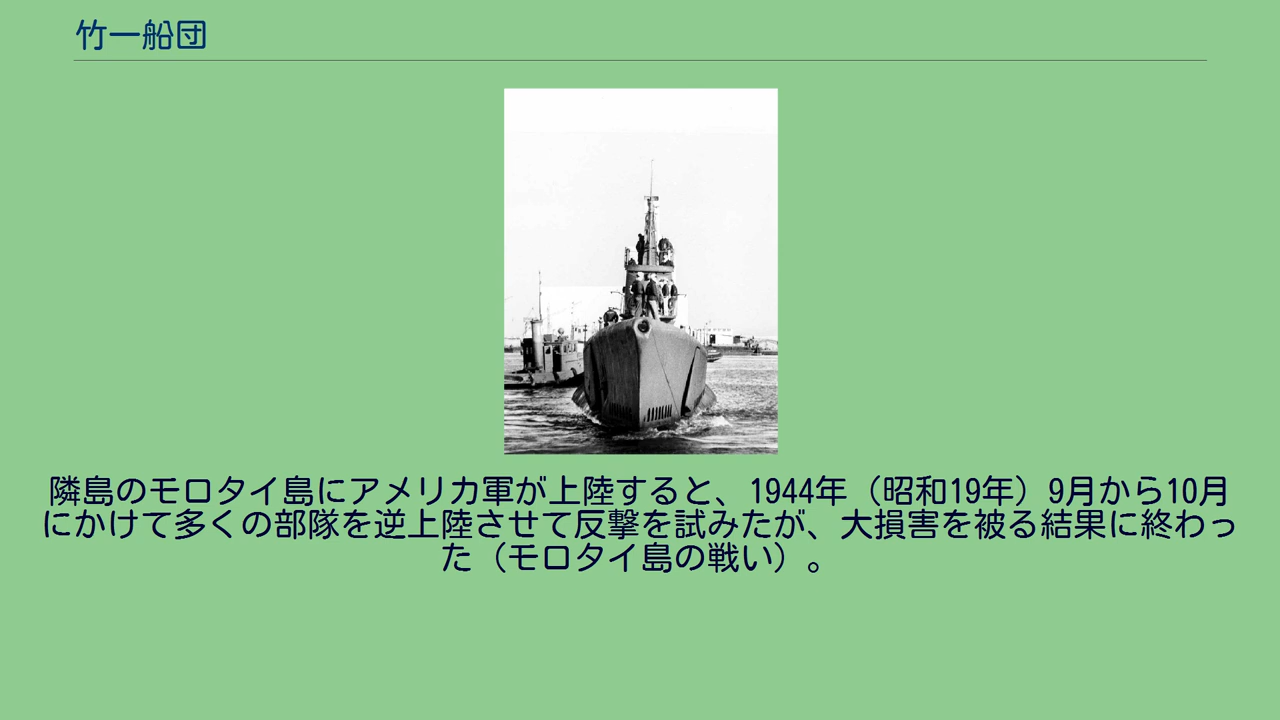 竹一船団
隣島のモロタイ島にアメリカ軍が上陸すると、1944年（昭和19年）9月から10月
にかけて多くの部隊を逆上陸させて反撃を試みたが、大損害を被る結果に終わっ
た（モロタイ島の戦い）。